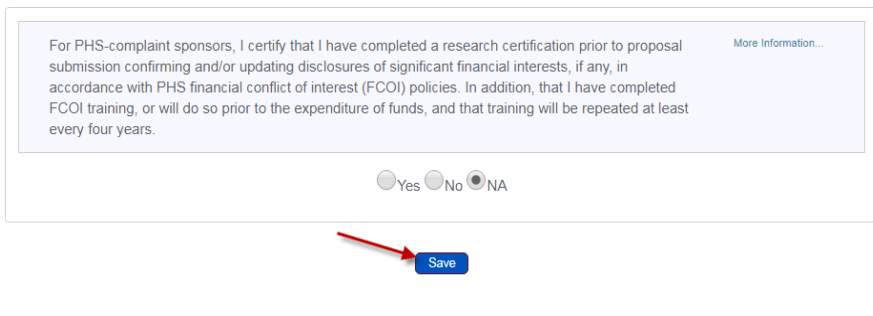 For PHS-complaint sponsors, I certify that I have completed a research certification prior to proposal
submission confirming and/or updating disclosures of significant financial interests, if any, in
accordance with PHS financial conflict of interest (FCOI) policies. In addition, that I have completed
FCOI training, or will do so prior to the expenditure of funds, and that training will be repeated at least
every four years.
More Information...
Yes No NA
Save